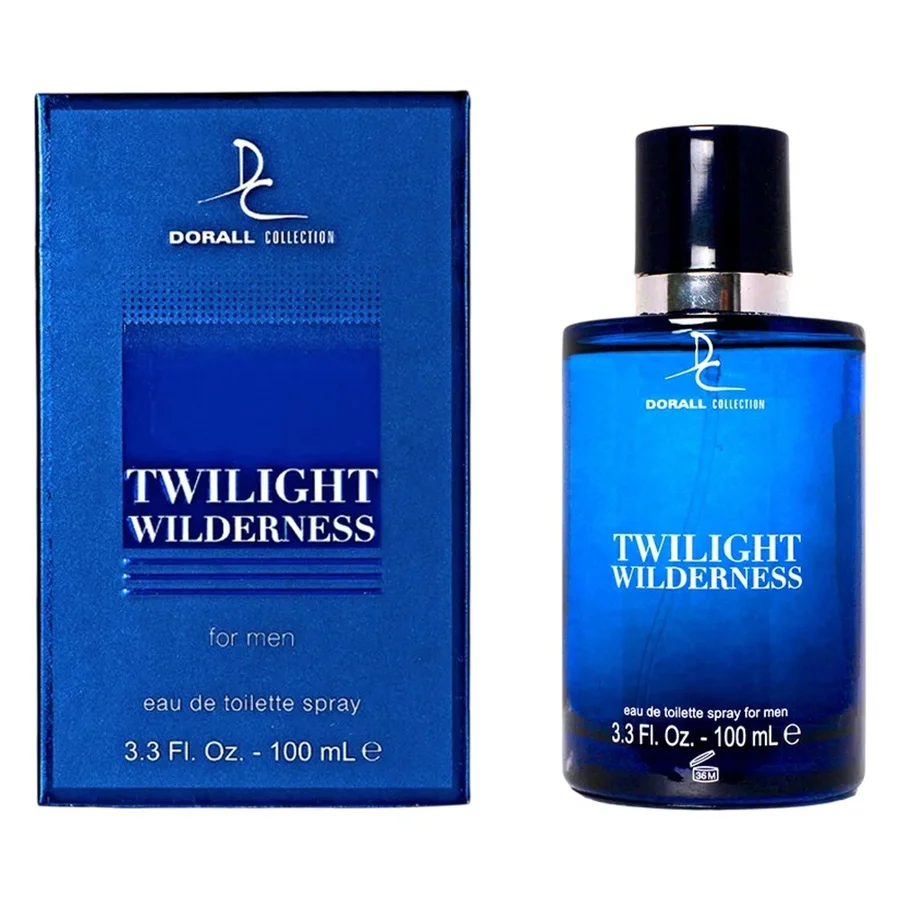 DC
DORALL COLLECTION
TWILIGHT
WILDERNESS
for men
eau de toilette spray
3.3 Fl. Oz. - 100 mL ℮
DC
DORALL COLLECTION
TWILIGHT
WILDERNESS
eau de toilette spray for men
3.3 Fl. Oz. - 100 mL ℮
36M